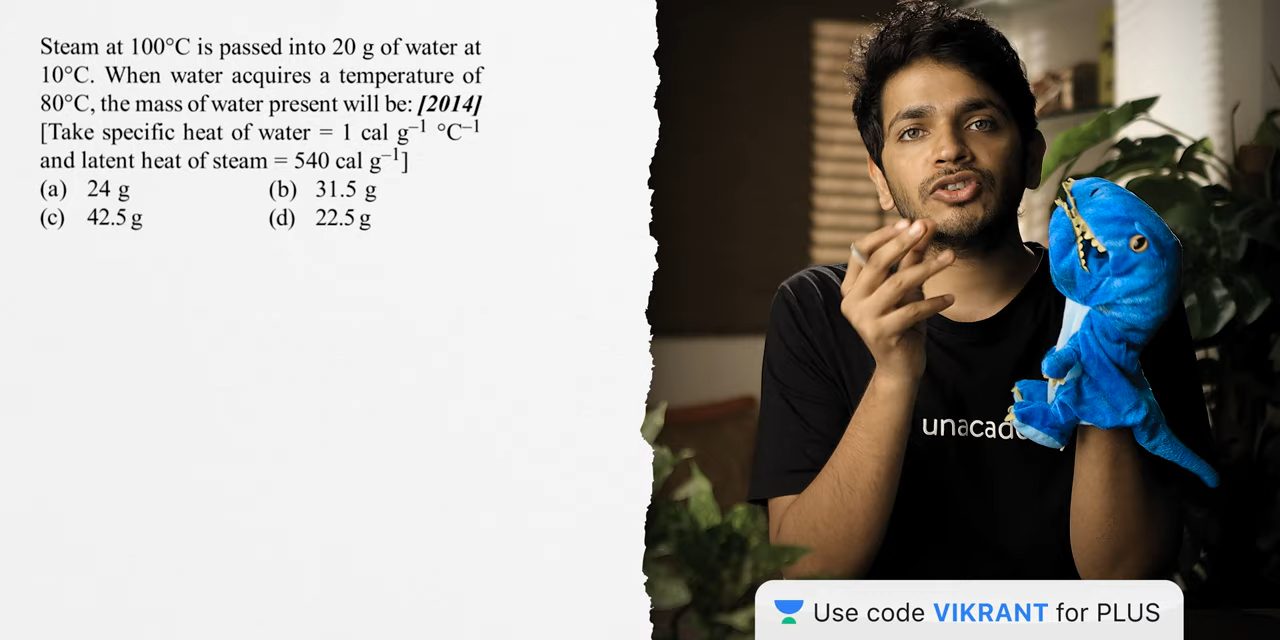 Steam at 100°C is passed into 20 g of water at
10°C. When water acquires a temperature of
80°C, the mass of water present will be: [2014]
[Take specific heat of water = 1 cal g⁻¹ °C⁻¹
and latent heat of steam = 540 cal g⁻¹]
(a) 24 g (b) 31.5 g
(c) 42.5 g (d) 22.5 g
unacad
Use code VIKRANT for PLUS